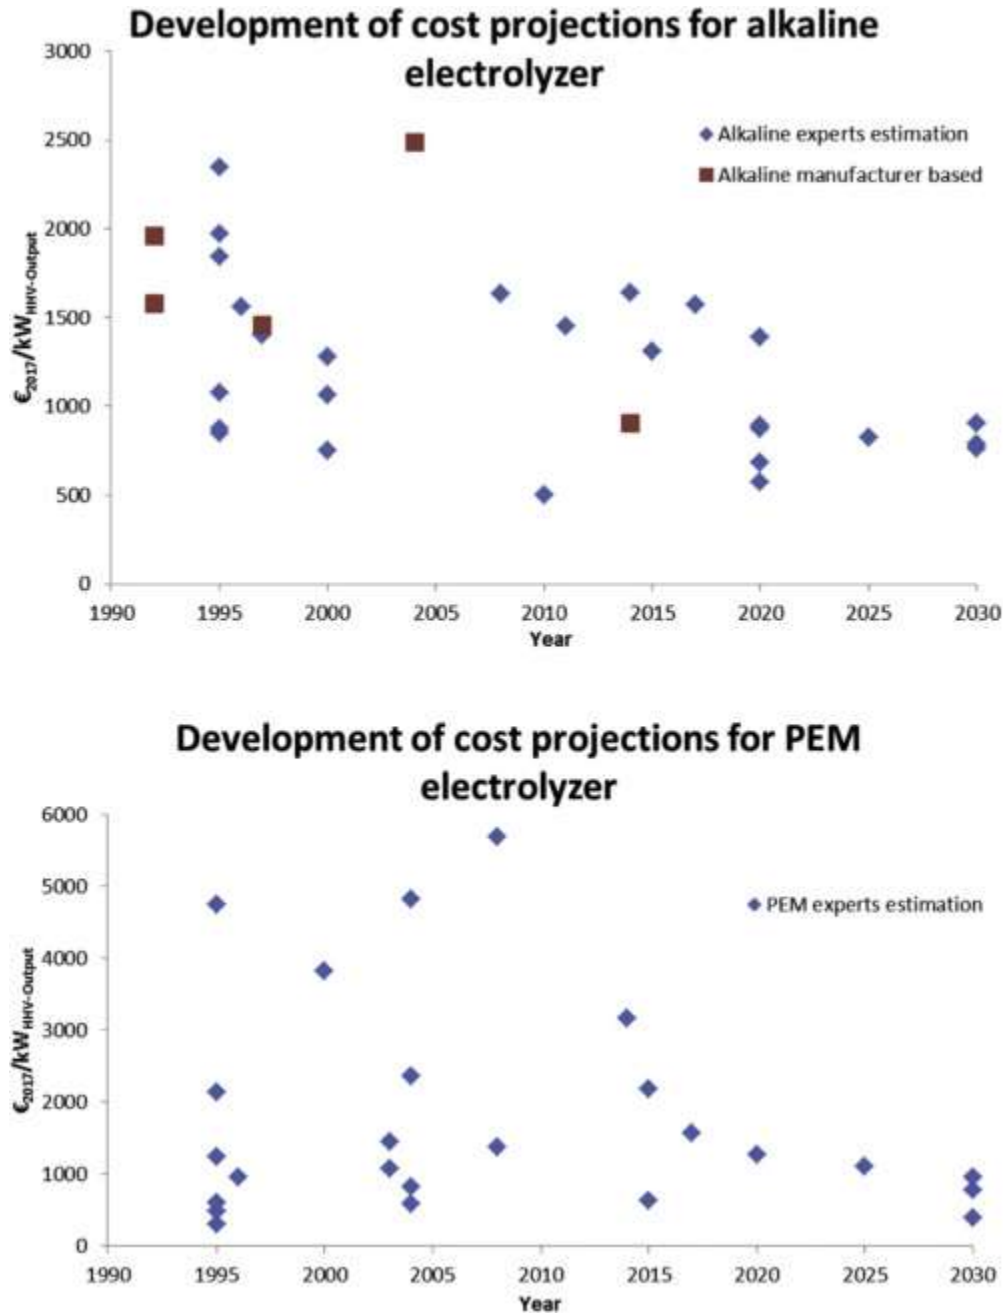 Development of cost projections for alkaline
electrolyzer
3000
2500
2000
1500
1000
500
0
€2017/kWHHV-Output
Alkaline experts estimation
Alkaline manufacturer based
1990 1995 2000 2005 2010 2015 2020 2025 2030
Year
Development of cost projections for PEM
electrolyzer
6000
5000
4000
3000
2000
1000
0
€2017/kWHHV-Output
PEM experts estimation
1990 1995 2000 2005 2010 2015 2020 2025 2030
Year